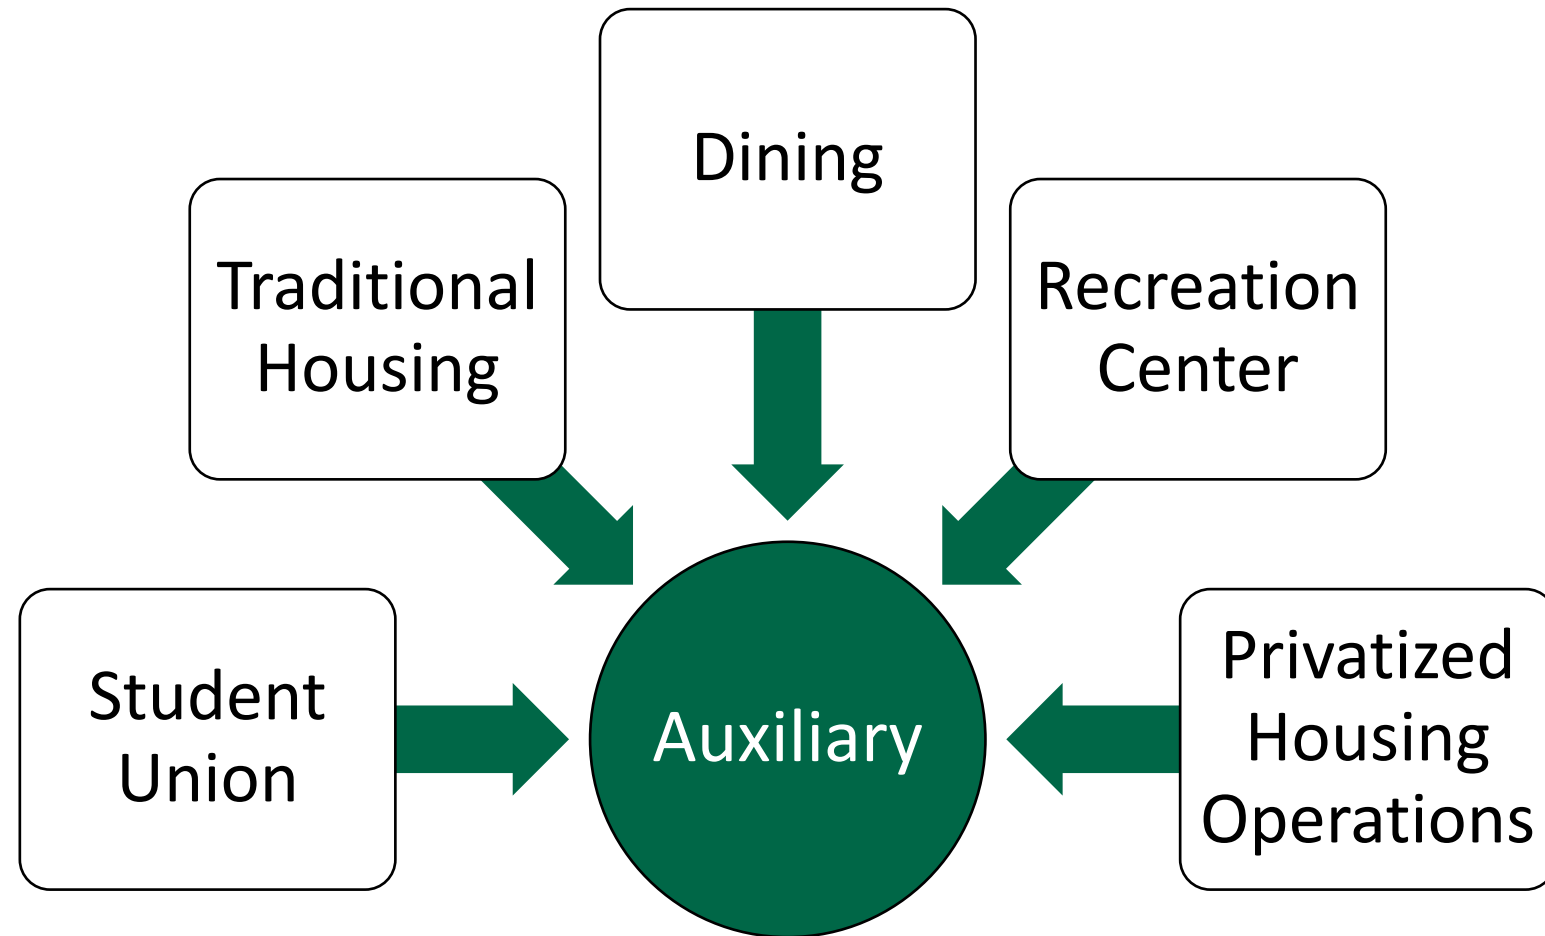 Dining
Traditional
Housing
Recreation
Center
Student
Union
Auxiliary
Privatized
Housing
Operations